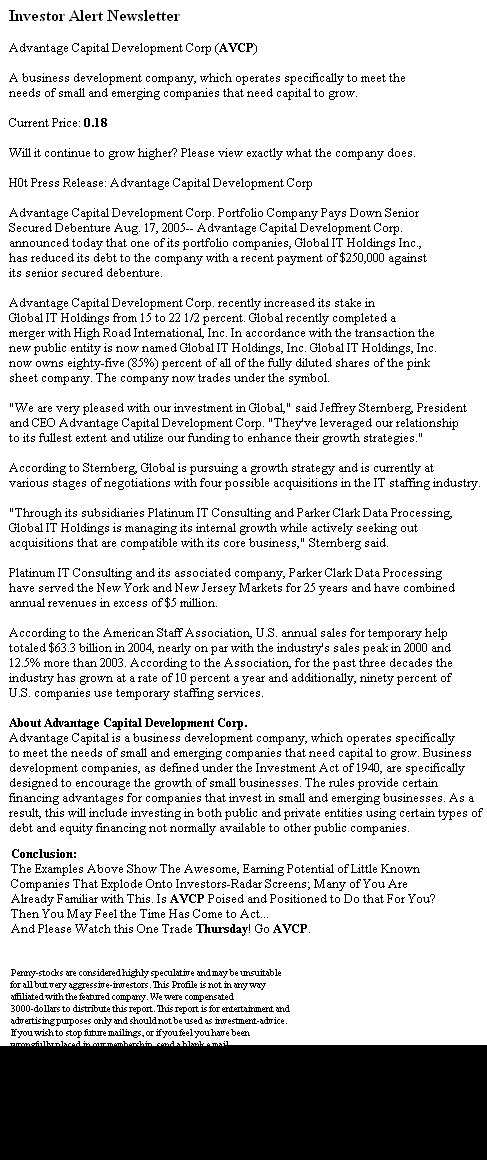 Investor Alert Newsletter
Advantage Capital Development Corp (AVCP)
A business development company, which operates specifically to meet the
needs of small and emerging companies that need capital to grow.
Current Price: 0.18
Will it continue to grow higher? Please view exactly what the company does.
H0t Press Release: Advantage Capital Development Corp
Advantage Capital Development Corp. Portfolio Company Pays Down Senior
Secured Debenture Aug. 17, 2005-- Advantage Capital Development Corp.
announced today that one of its portfolio companies, Global IT Holdings Inc.,
has reduced its debt to the company with a recent payment of $250,000 against
its senior secured debenture.
Advantage Capital Development Corp. recently increased its stake in
Global IT Holdings from 15 to 22 1/2 percent. Global recently completed a
merger with High Road International, Inc. In accordance with the transaction the
new public entity is now named Global IT Holdings, Inc. Global IT Holdings, Inc.
now owns eighty-five (85%) percent of all of the fully diluted shares of the pink
sheet company. The company now trades under the symbol.
"We are very pleased with our investment in Global," said Jeffrey Sternberg, President
and CEO Advantage Capital Development Corp. "They've leveraged our relationship
to its fullest extent and utilize our funding to enhance their growth strategies."
According to Sternberg, Global is pursuing a growth strategy and is currently at
various stages of negotiations with four possible acquisitions in the IT staffing industry.
"Through its subsidiaries Platinum IT Consulting and Parker Clark Data Processing,
Global IT Holdings is managing its internal growth while actively seeking out
acquisitions that are compatible with its core business," Sternberg said.
Platinum IT Consulting and its associated company, Parker Clark Data Processing
have served the New York and New Jersey Markets for 25 years and have combined
annual revenues in excess of $5 million.
According to the American Staff Association, U.S. annual sales for temporary help
totaled $63.3 billion in 2004, nearly on par with the industry's sales peak in 2000 and
12.5% more than 2003. According to the Association, for the past three decades the
industry has grown at a rate of 10 percent a year and additionally, ninety percent of
U.S. companies use temporary staffing services.
About Advantage Capital Development Corp.
Advantage Capital is a business development company, which operates specifically
to meet the needs of small and emerging companies that need capital to grow. Business
development companies, as defined under the Investment Act of 1940, are specifically
designed to encourage the growth of small businesses. The rules provide certain
financing advantages for companies that invest in small and emerging businesses. As a
result, this will include investing in both public and private entities using certain types of
debt and equity financing not normally available to other public companies.
Conclusion:
The Examples Above Show The Awesome, Earning Potential of Little Known
Companies That Explode Onto Investors-Radar Screens; Many of You Are
Already Familiar with This. Is AVCP Poised and Positioned to Do that For You?
Then You May Feel the Time Has Come to Act...
And Please Watch this One Trade Thursday! Go AVCP.
Penny-stocks are considered highly speculative and may be unsuitable
for all but very aggressive-investors. This Profile is not in any way
affiliated with the featured company. We were compensated
3000-dollars to distribute this report. This report is for entertainment and
advertising purposes only and should not be used as investment-advice.
If you wish to stop future mailings, or if you feel you have been
wrongfully placed in our membership, send a blank e mail